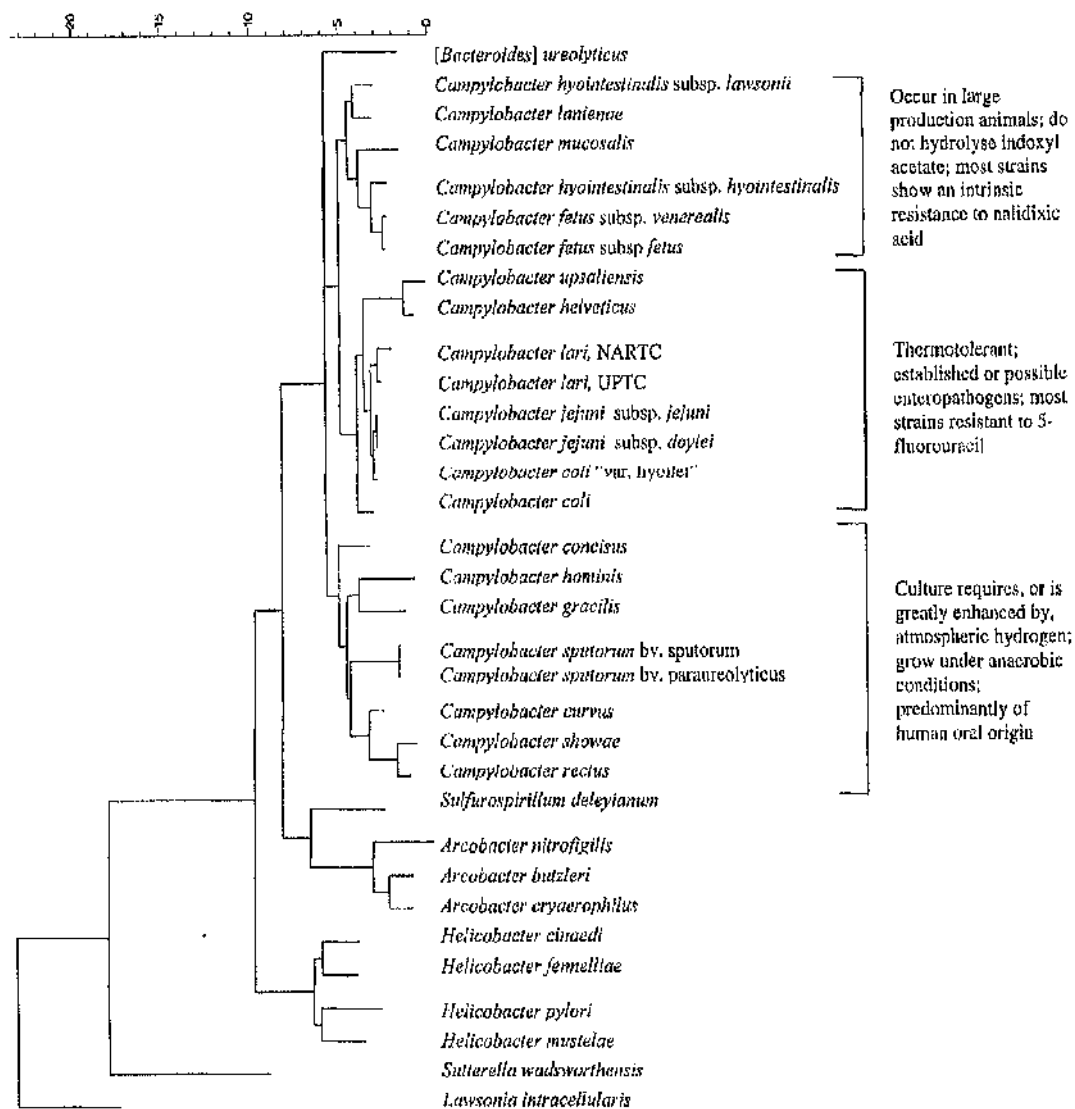 -20 -15 -10 -5 -0
[Bacteroides] ureolyticus
Campylobacter hyointestinalis subsp. lawsonii
Campylobacter lanienae
Campylobacter mucosalis
Campylobacter hyointestinalis subsp. hyointestinalis
Campylobacter fetus subsp. venerealis
Campylobacter fetus subsp fetus
Campylobacter upsaliensis
Campylobacter helveticus
Campylobacter lari, NARTC
Campylobacter lari, UPTC
Campylobacter jejuni subsp. jejuni
Campylobacter jejuni subsp. doylei
Campylobacter coli "var. hyoilei"
Campylobacter coli
Campylobacter concisus
Campylobacter hominis
Campylobacter gracilis
Campylobacter sputorum bv. sputorum
Campylobacter sputorum bv. paraureolyticus
Campylobacter curvus
Campylobacter showae
Campylobacter rectus
Sulfurospirillum deleyianum
Arcobacter nitrofigilis
Arcobacter butzleri
Arcobacter cryaerophilus
Helicobacter cinaedi
Helicobacter fennelliae
Helicobacter pylori
Helicobacter mustelae
Sutterella wadsworthensis
Lawsonia intracellularis
Occur in large
production animals; do
not hydrolyse indoxyl
acetate; most strains
show an intrinsic
resistance to nalidixic
acid
Thermotolerant;
established or possible
enteropathogens; most
strains resistant to 5-
fluorouracil
Culture requires, or is
greatly enhanced by,
atmospheric hydrogen;
grow under anaerobic
conditions;
predominantly of
human oral origin